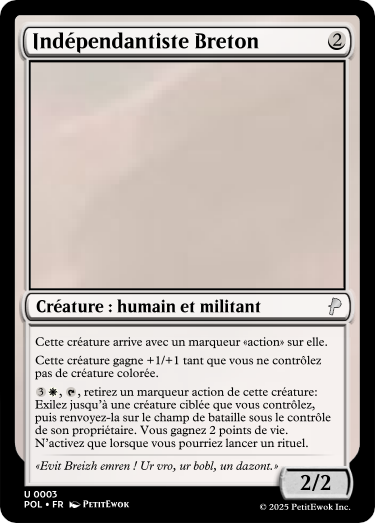 Indépendantiste Breton 2
Créature : humain et militant
Cette créature arrive avec un marqueur «action» sur elle.
Cette créature gagne +1/+1 tant que vous ne contrôlez
pas de créature colorée.
3, retirez un marqueur action de cette créature:
Exilez jusqu'à une créature ciblée que vous contrôlez,
puis renvoyez-la sur le champ de bataille sous le contrôle
de son propriétaire. Vous gagnez 2 points de vie.
N'activez que lorsque vous pourriez lancer un rituel.
«Evit Breizh emren ! Ur vro, ur bobl, un dazont.»
2/2
U 0003
POL • FR PetitEwok
© 2025 PetitEwok Inc.